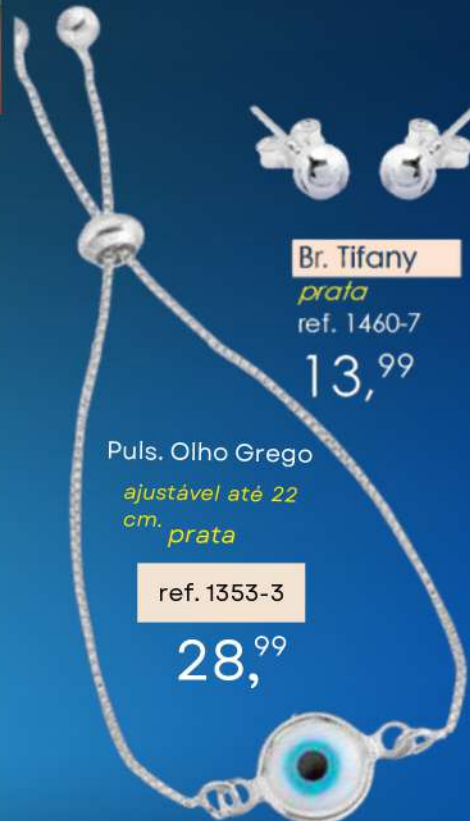 Br. Tifany
prata
ref. 1460-7
13,99
Puls. Olho Grego
ajustável até 22
cm.
prata
ref. 1353-3
28,99